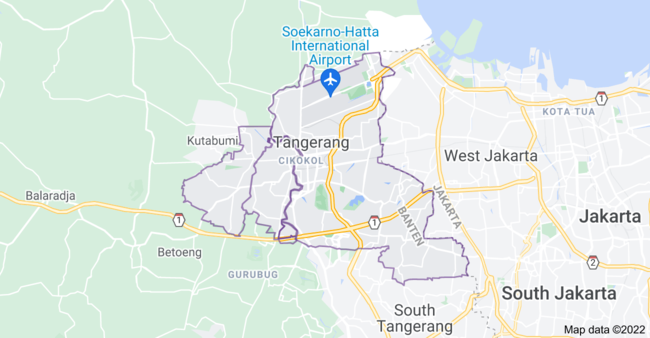 Soekarno-Hatta
International
Airport
1
KOTA TUA
Kutabumi
Tangerang
CIKOKOL
West Jakarta
Balaradja
JAKARTA
BANTEN
1
1
Jakarta
Betoeng
2
GURUBUG
South Jakarta
South
Tangerang
Map data ©2022